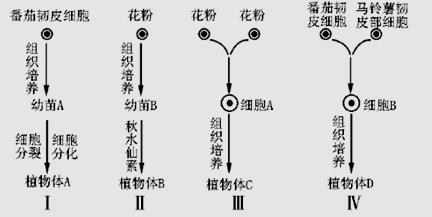 番茄韧皮细胞
组织培养
幼苗A
细胞分裂 细胞分化
植物体A
I
花粉
组织培养
幼苗B
秋水仙素
植物体B
II
花粉 花粉
细胞A
组织培养
植物体C
III
番茄韧皮细胞 马铃薯韧皮部细胞
细胞B
组织培养
植物体D
IV